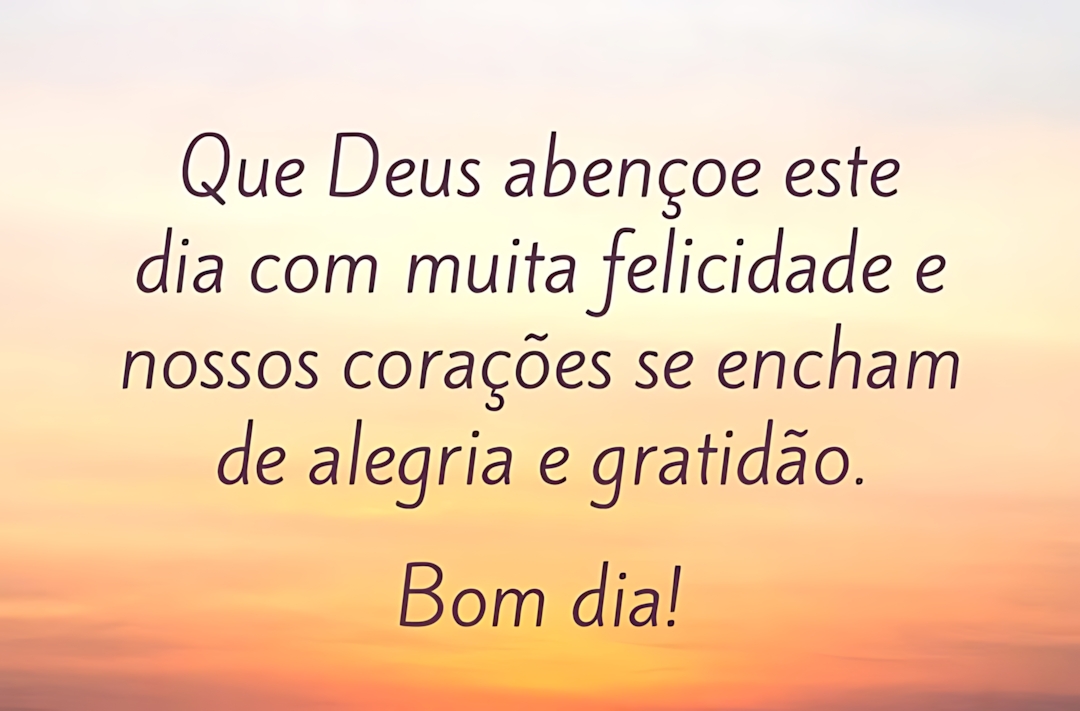 Que Deus abençoe este
dia com muita felicidade e
nossos corações se encham
de alegria e gratidão.
Bom dia!